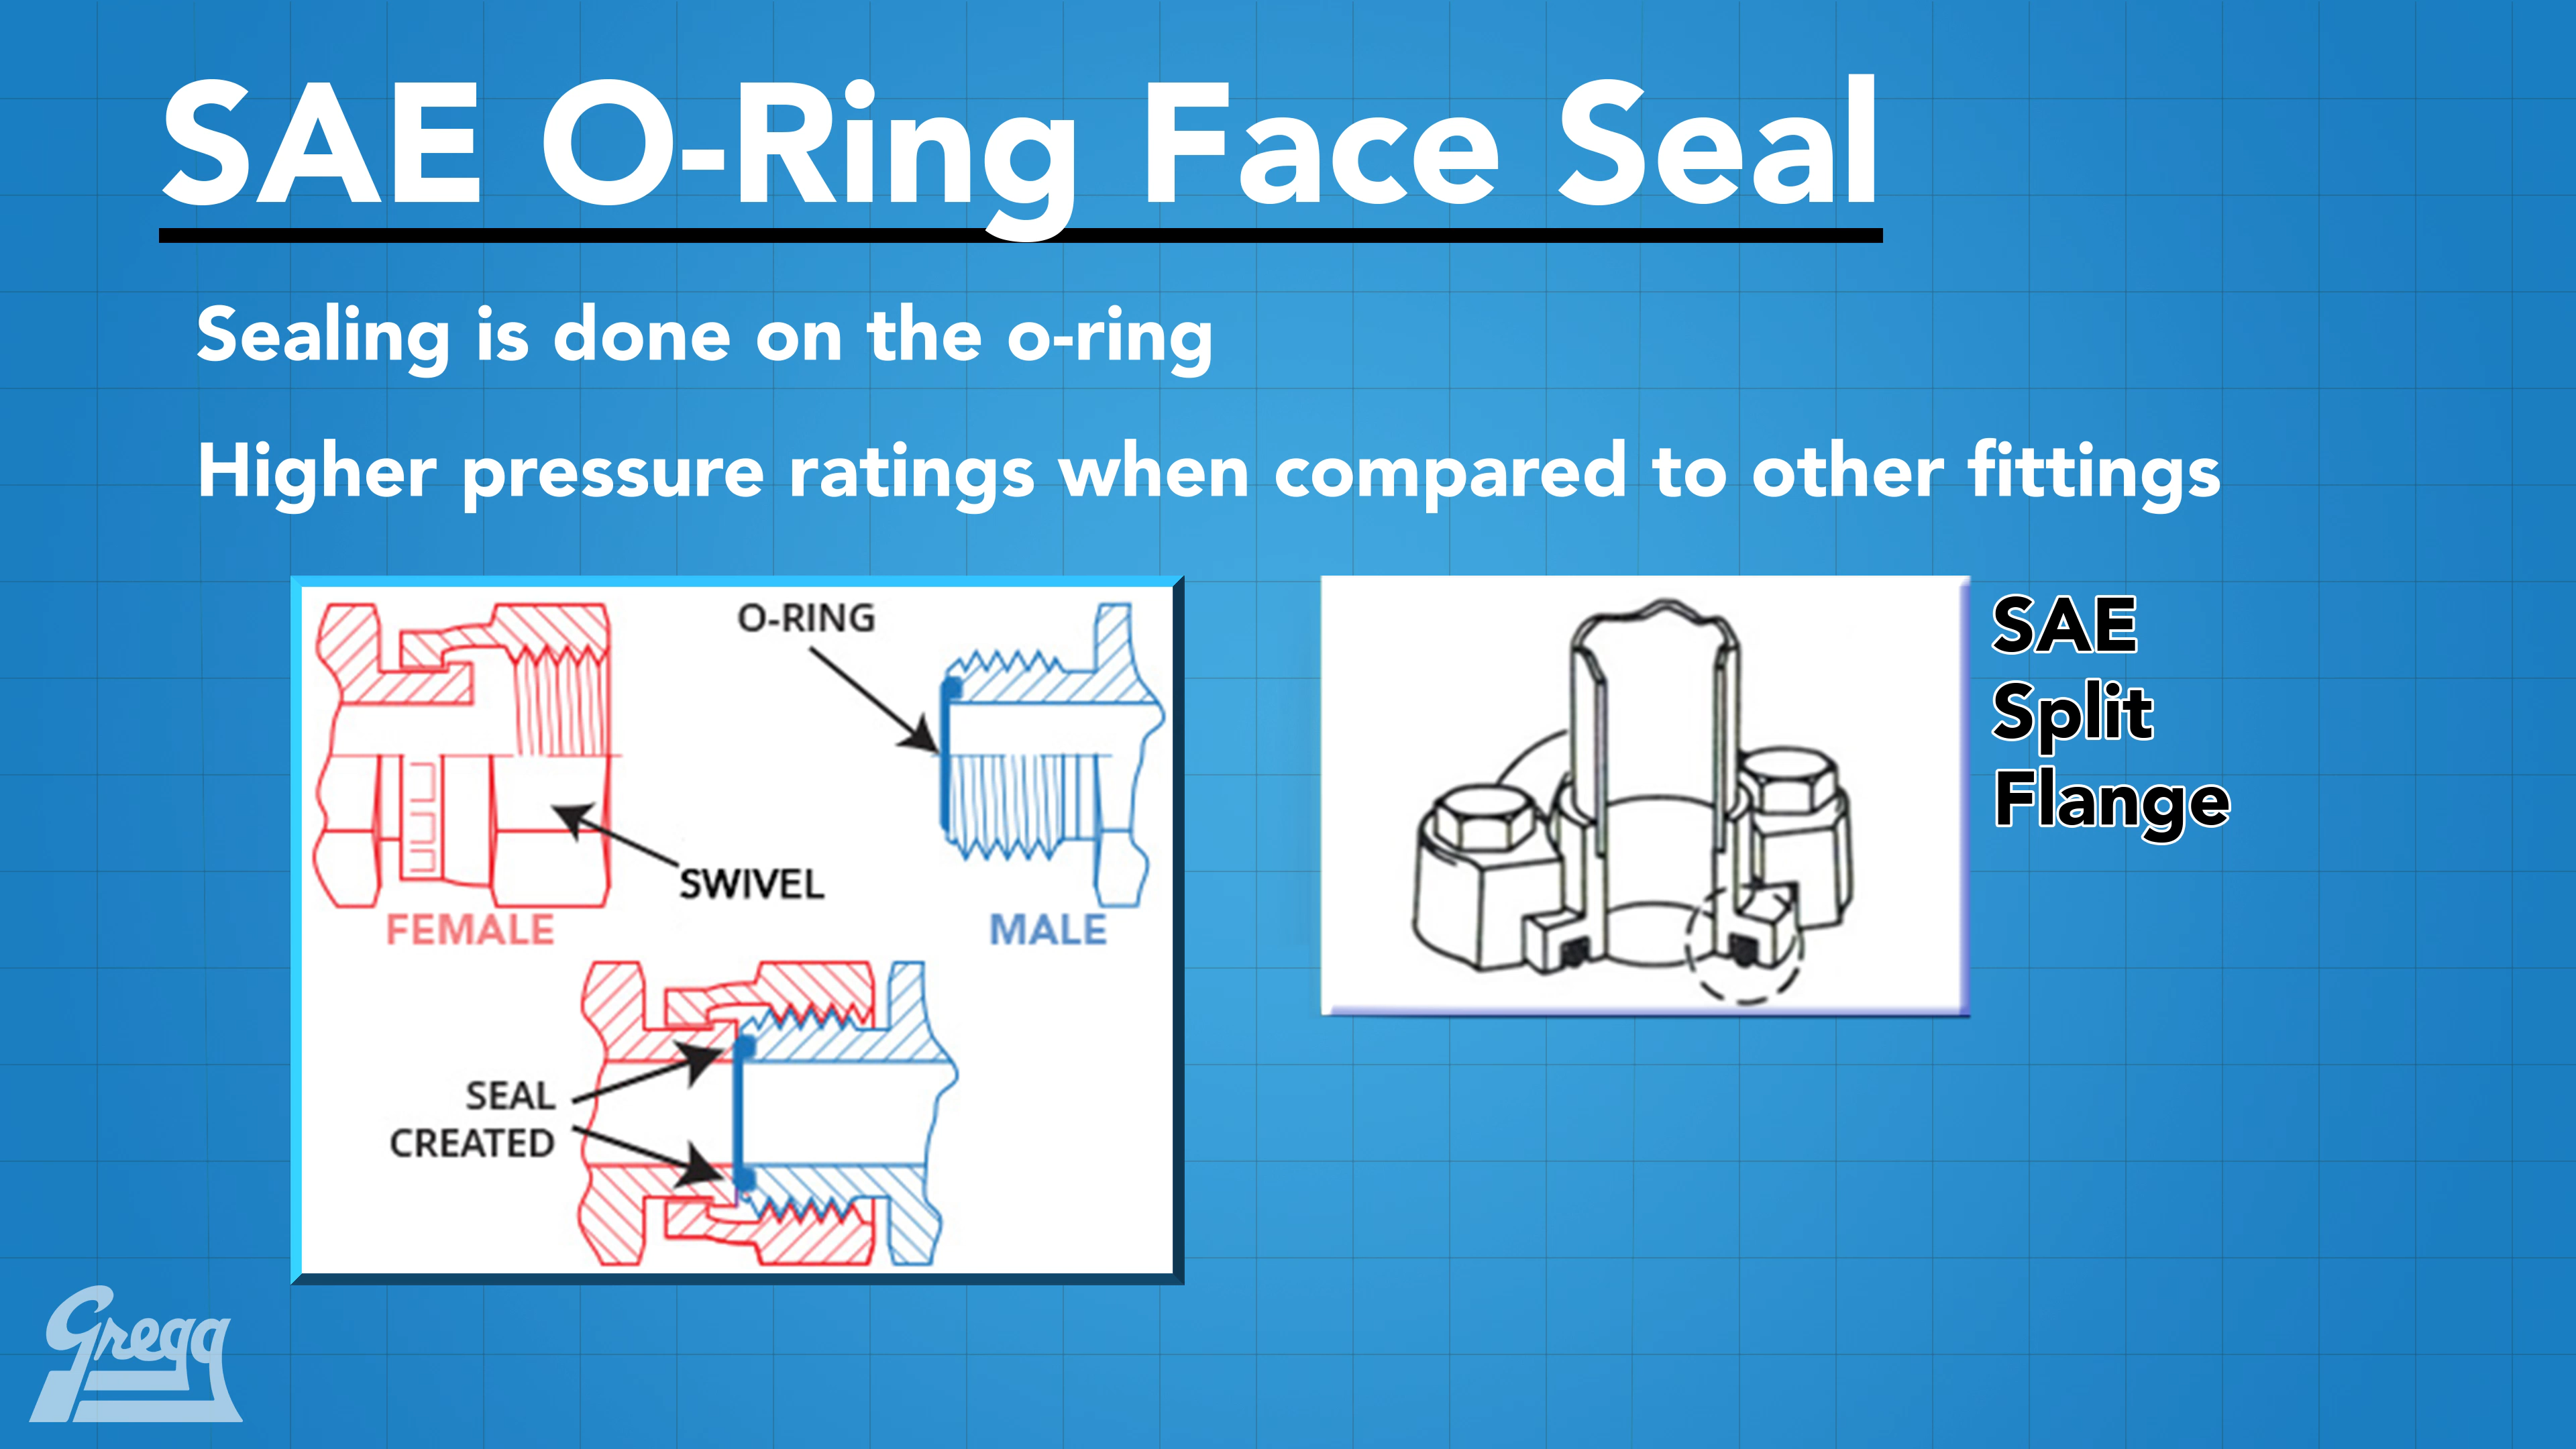 SAE O-Ring Face Seal
Sealing is done on the o-ring
Higher pressure ratings when compared to other fittings
O-RING
SWIVEL
FEMALE
MALE
SEAL
CREATED
SAE
Split
Flange
Gregg